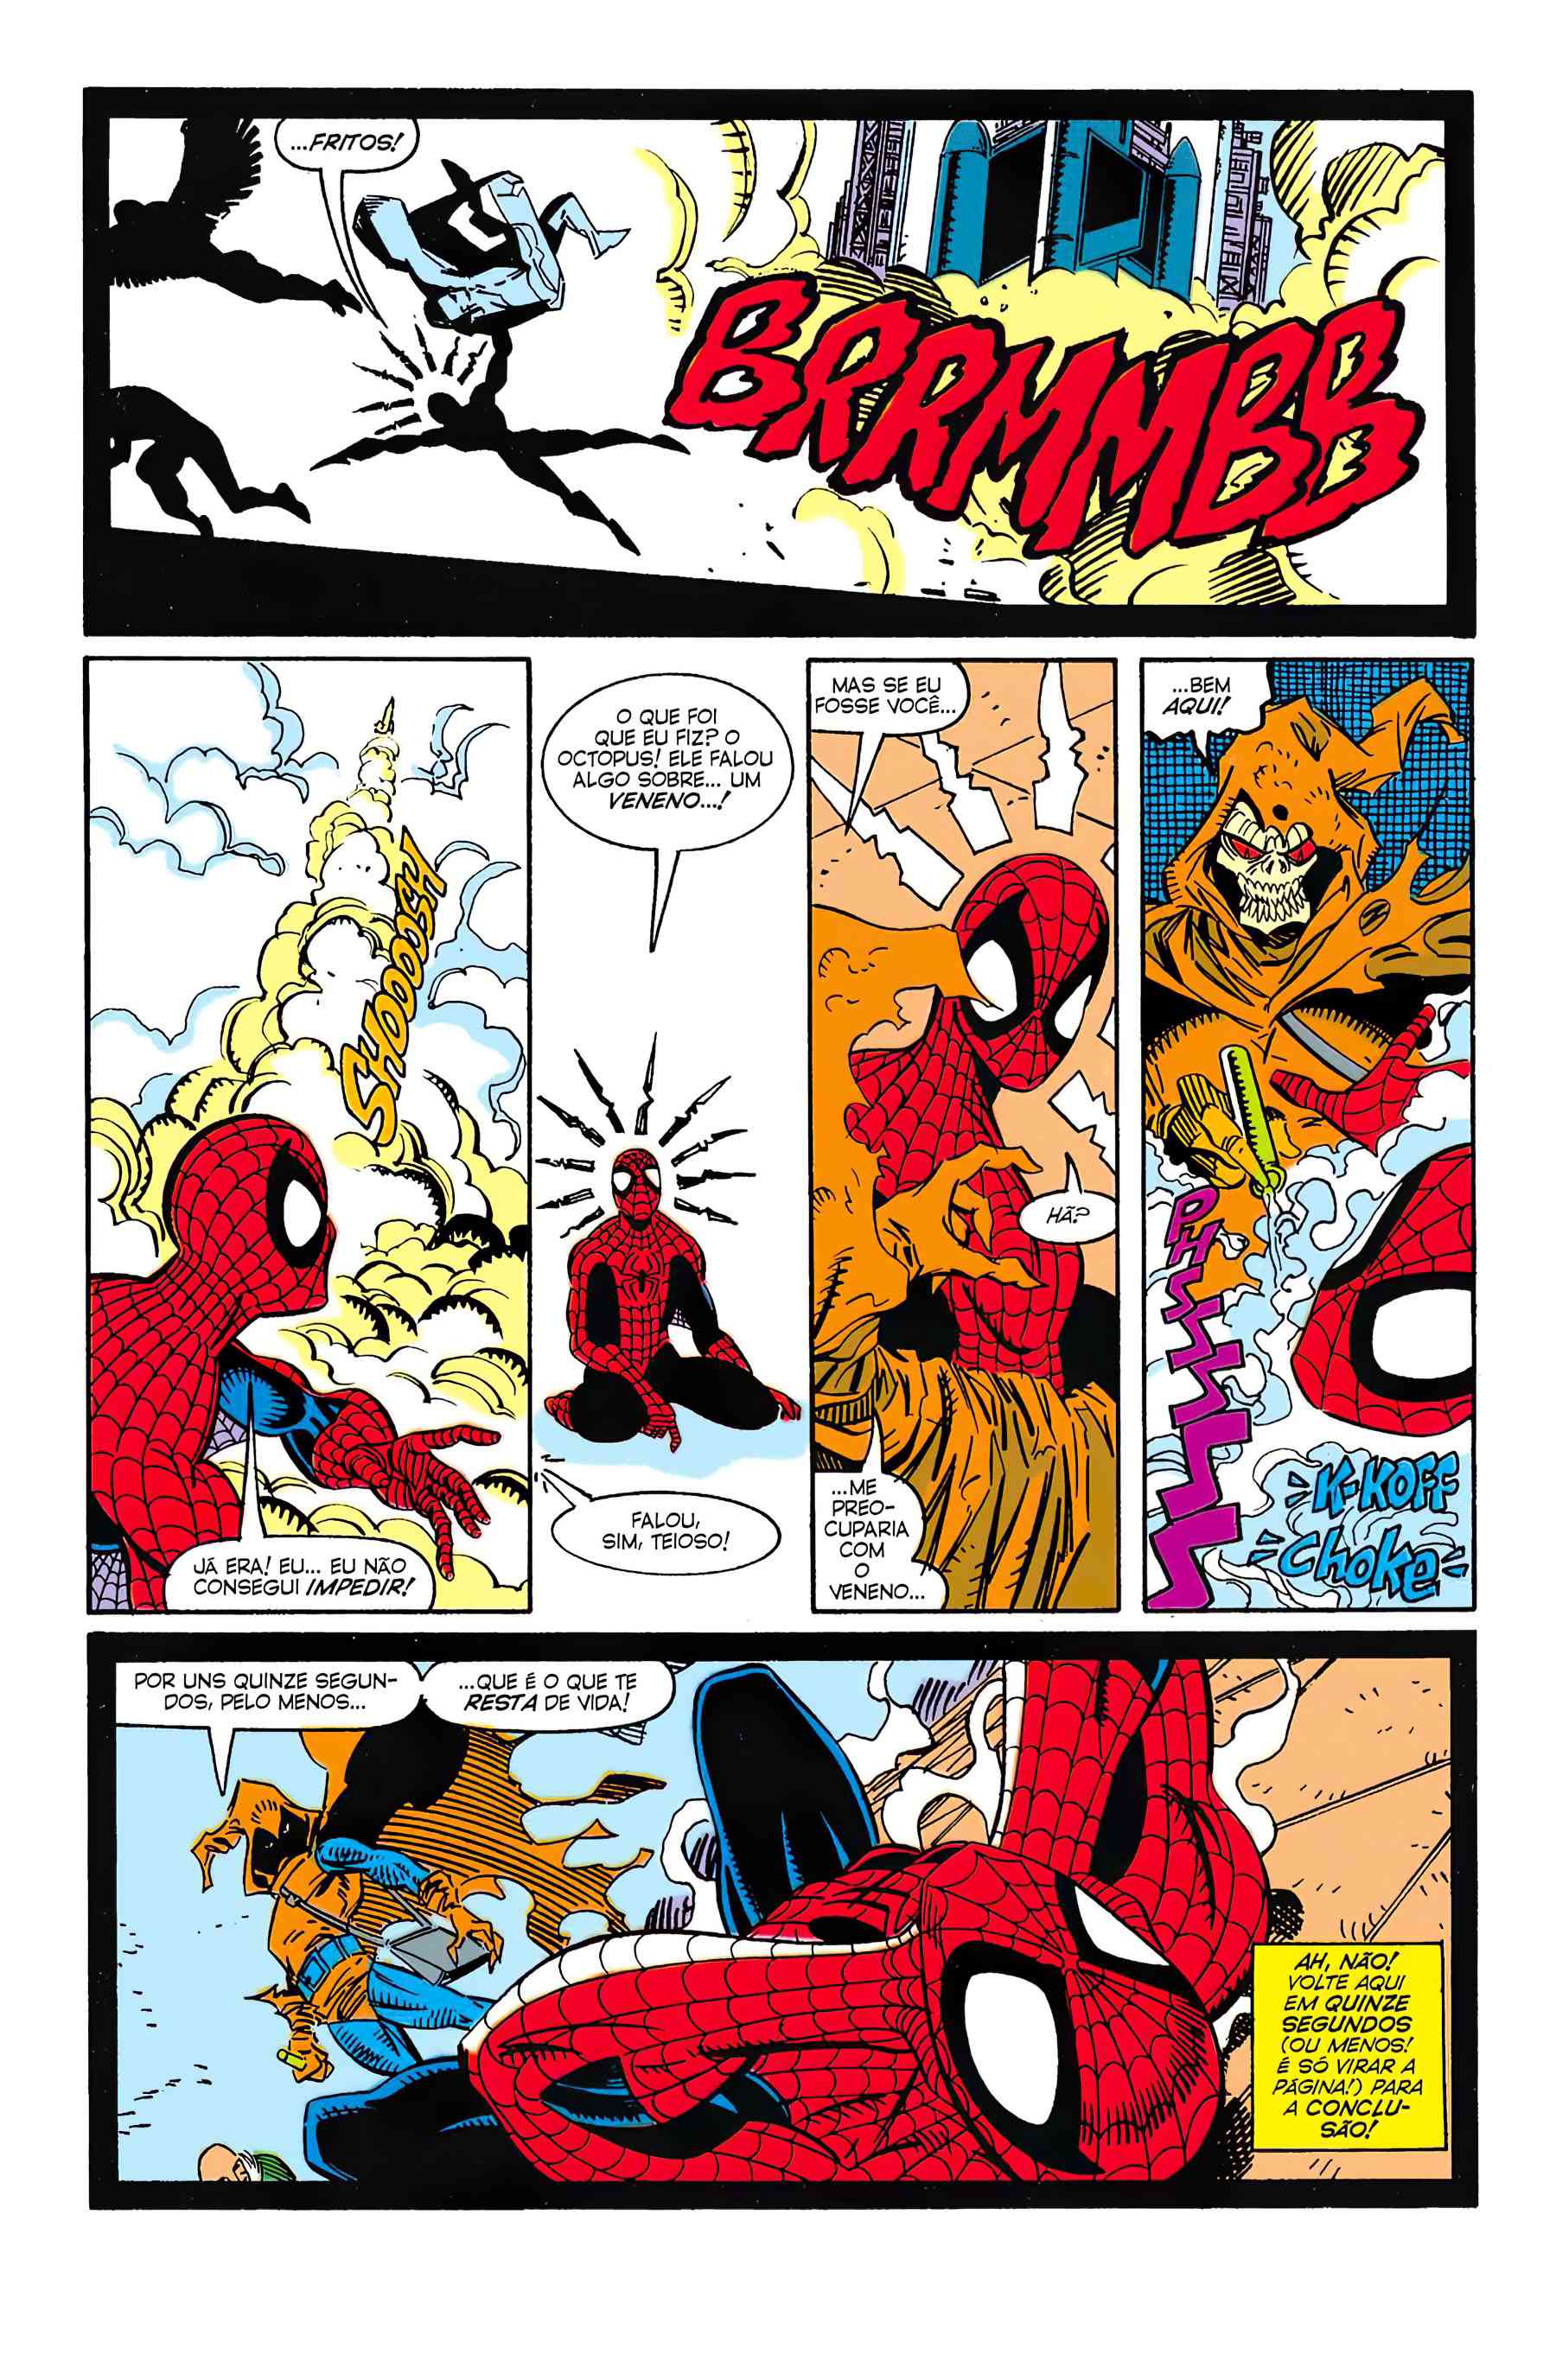 ...FRITOS!
BRRMMBB
SHOOOOSH
JÁ ERA! EU... EU NÃO
CONSEGUI IMPEDIR!
O QUE FOI
QUE EU FIZ? O
OCTOPUS! ELE FALOU
ALGO SOBRE... UM
VENENO...!
FALOU,
SIM, TEIOSO!
MAS SE EU
FOSSE VOCÊ...
HÃ?
...ME
PREO-
CUPARIA
COM
O
VENENO...
...BEM
AQUI!
K-KOFF
CHOKE
POR UNS QUINZE SEGUN-
DOS, PELO MENOS...
...QUE É O QUE TE
RESTA DE VIDA!
AH, NÃO!
VOLTE AQUI
EM QUINZE
SEGUNDOS
(OU MENOS!
É SÓ VIRAR A
PÁGINA!) PARA
A CONCLU-
SÃO!